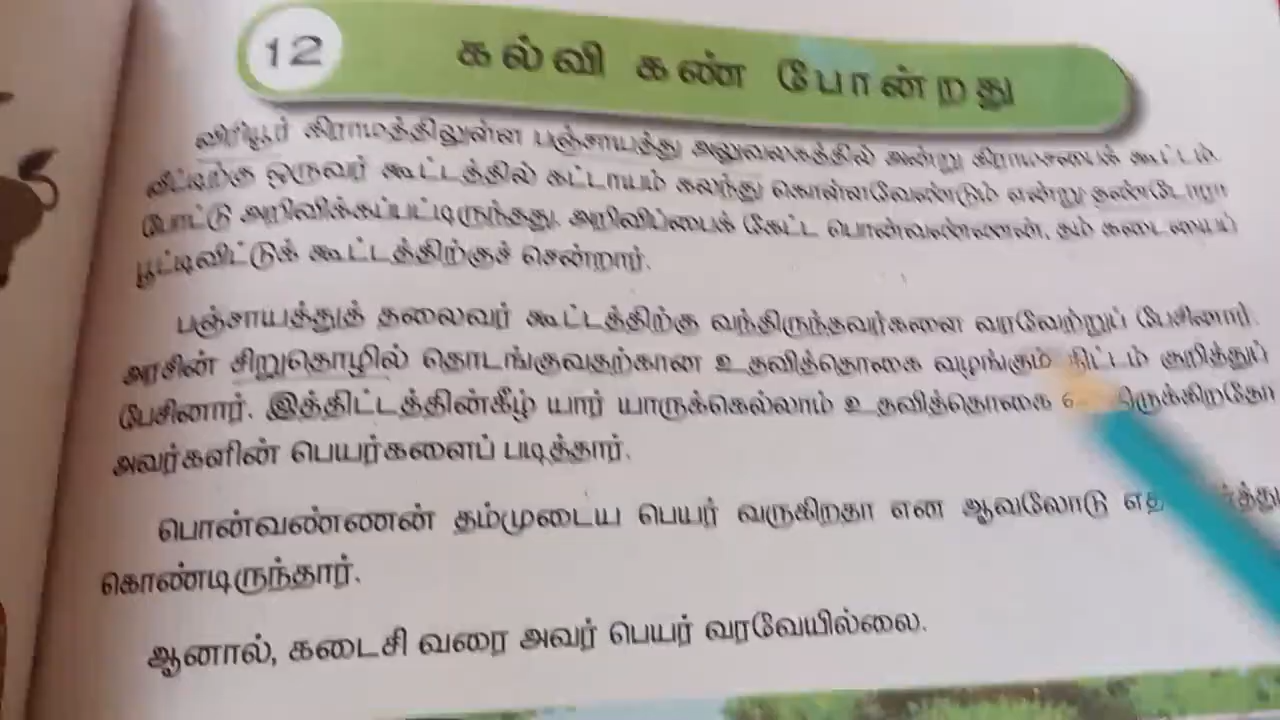 12
கல்வி கண் போன்றது
விரியூர் கிராமத்திலுள்ள பஞ்சாயத்து அலுவலகத்தில் அன்று கிராமசபைக் கூட்டம்.
வீட்டிற்கு ஒருவர் கூட்டத்தில் கட்டாயம் கலந்து கொள்ளவேண்டும் என்று தண்டோரா
போட்டு அறிவிக்கப்பட்டிருந்தது. அறிவிப்பைக் கேட்ட பொன்வண்ணன், தம் கடையைப்
பூட்டிவிட்டுக் கூட்டத்திற்குச் சென்றார்.
பஞ்சாயத்துத் தலைவர் கூட்டத்திற்கு வந்திருந்தவர்களை வரவேற்றுப் பேசினார்.
அரசின் சிறுதொழில் தொடங்குவதற்கான உதவித்தொகை வழங்கும் திட்டம் குறித்துப்
பேசினார். இத்திட்டத்தின்கீழ் யார் யாருக்கெல்லாம் உதவித்தொகை
அவர்களின் பெயர்களைப் படித்தார்.
பொன்வண்ணன் தம்முடைய பெயர் வருகிறதா என ஆவலோடு
கொண்டிருந்தார்.
ஆனால், கடைசி வரை அவர் பெயர் வரவேயில்லை.